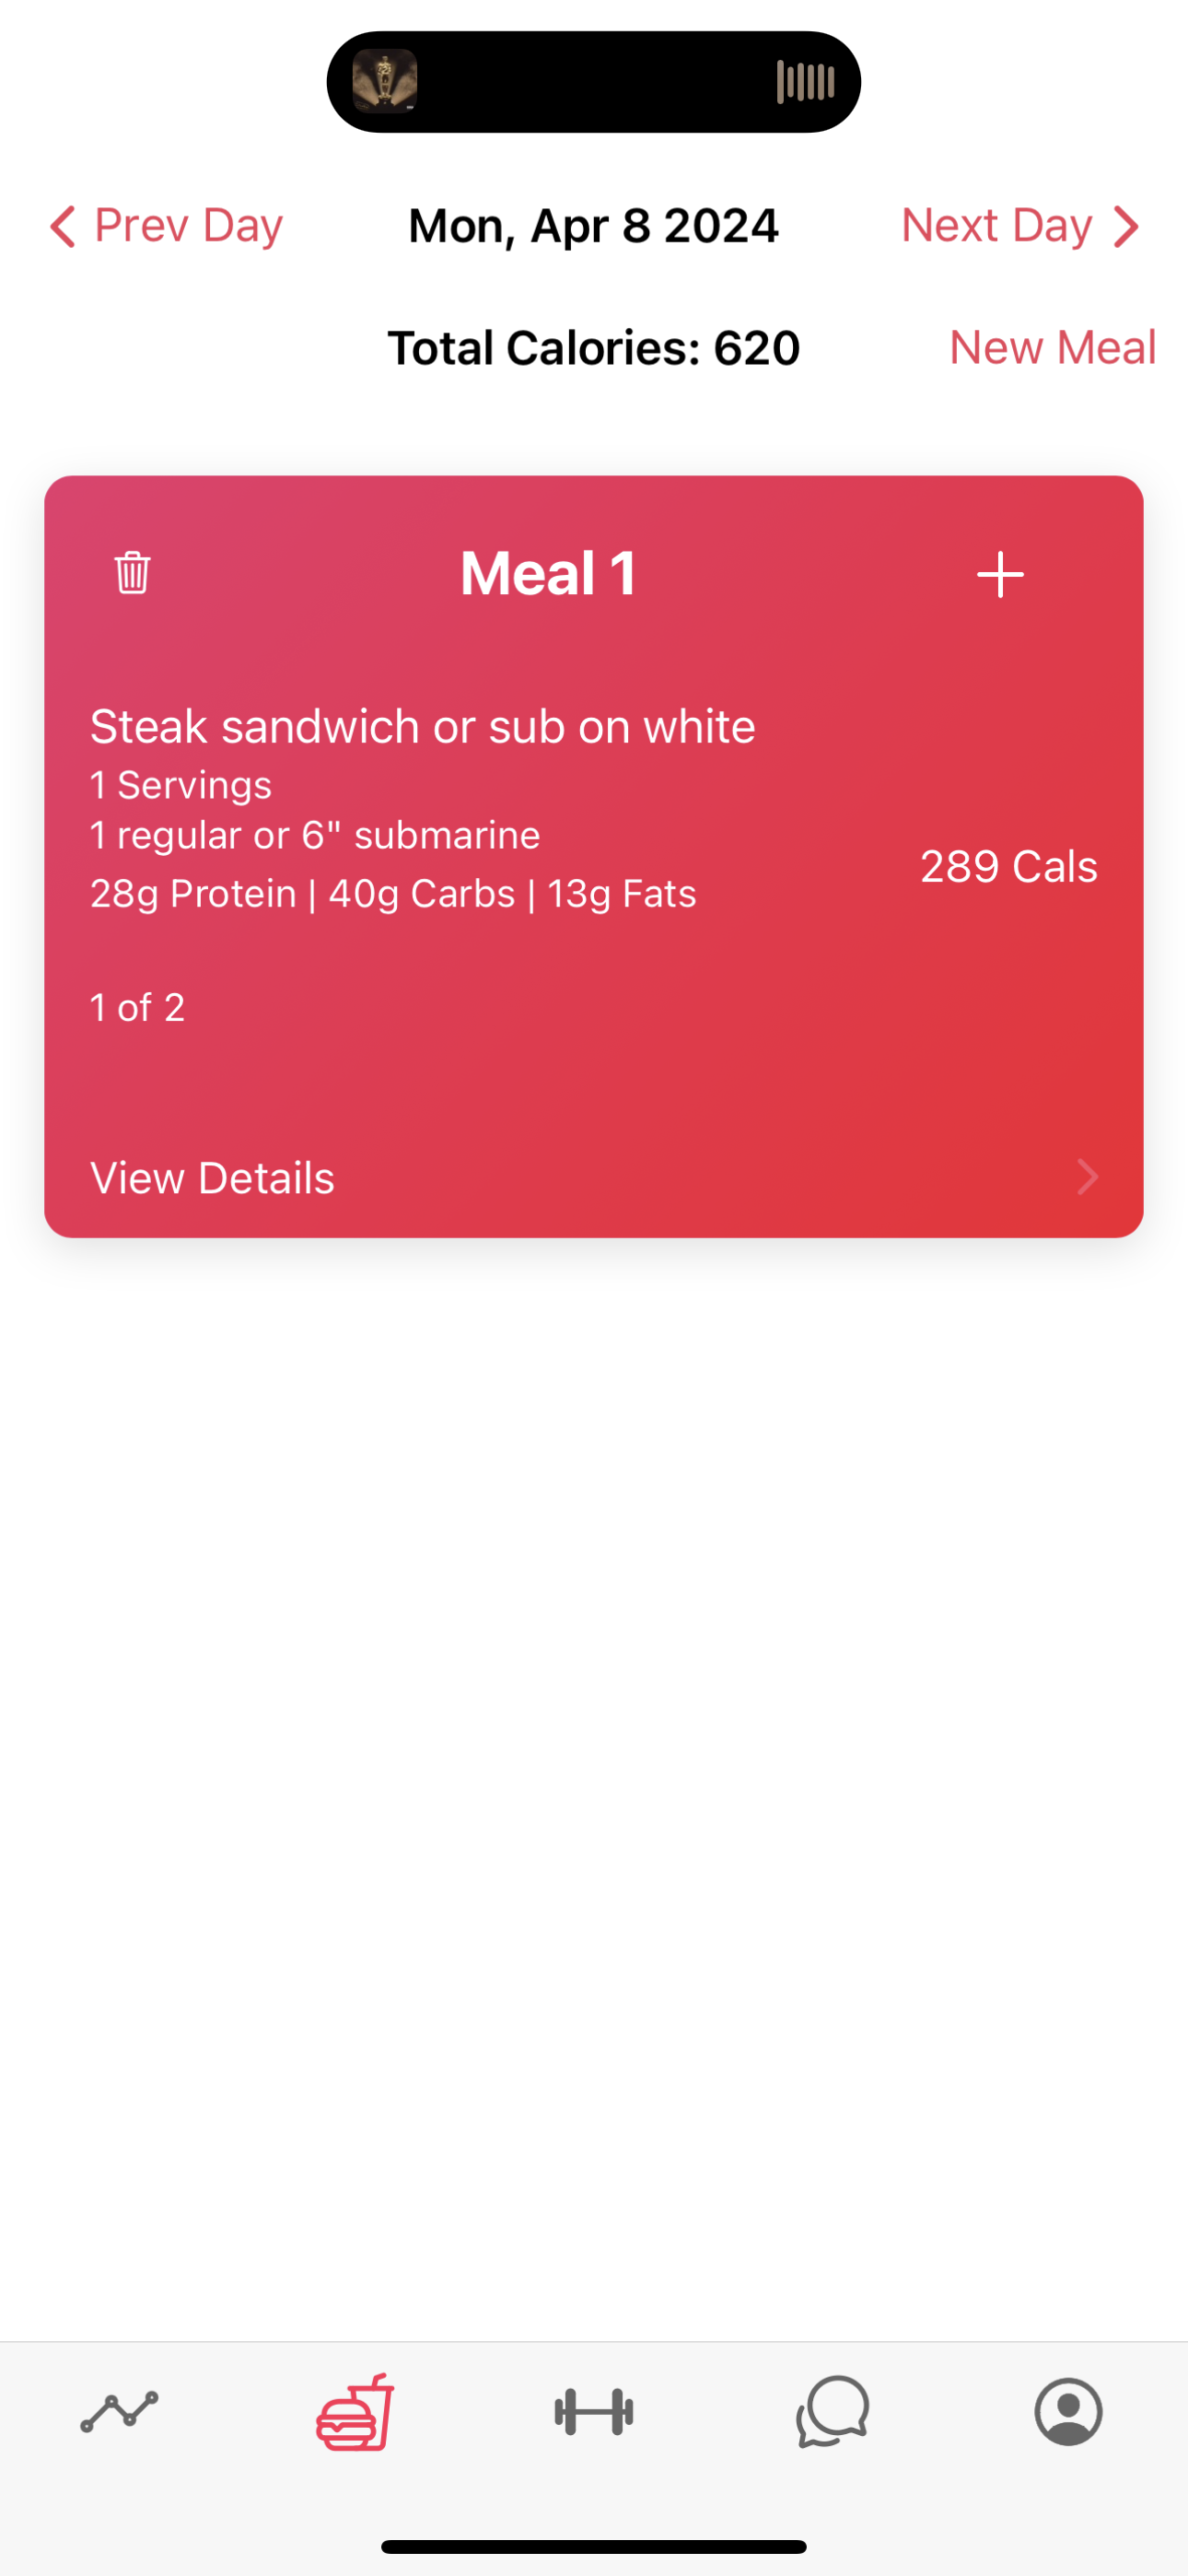 Prev Day
Mon, Apr 8 2024
Next Day
Total Calories: 620
New Meal
Meal 1
Steak sandwich or sub on white
1 Servings
1 regular or 6" submarine
289 Cals
28g Protein | 40g Carbs | 13g Fats
1 of 2
View Details